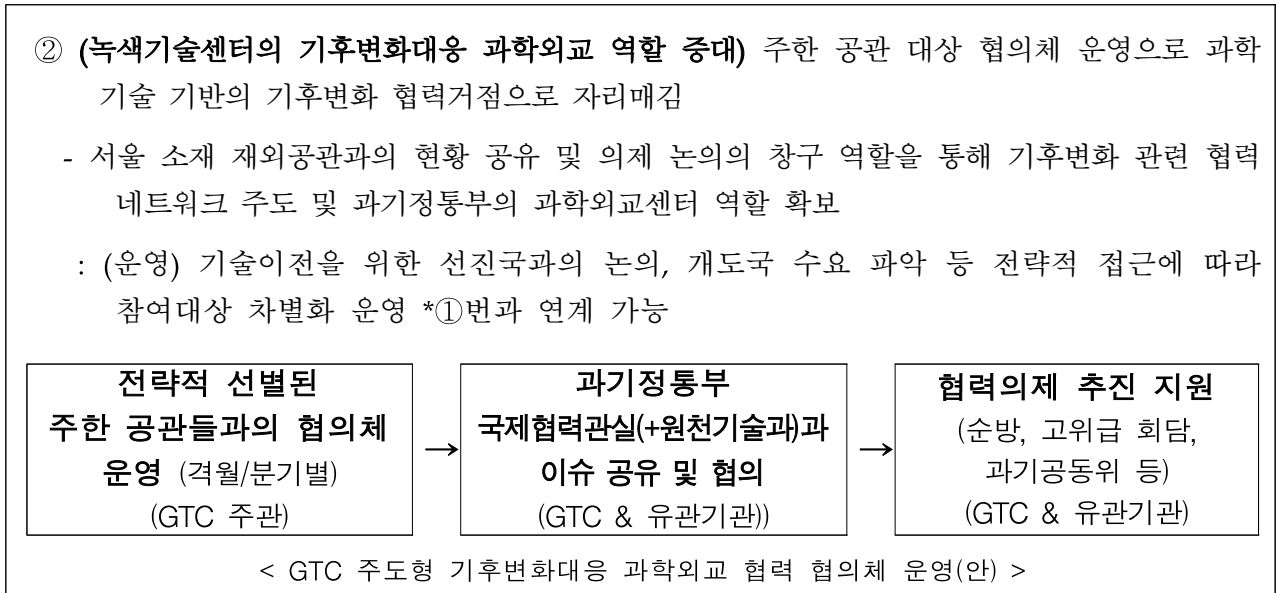 ② (녹색기술센터의 기후변화대응 과학외교 역할 증대) 주한 공관 대상 협의체 운영으로 과학
기술 기반의 기후변화 협력거점으로 자리매김
- 서울 소재 재외공관과의 현황 공유 및 의제 논의의 창구 역할을 통해 기후변화 관련 협력
네트워크 주도 및 과기정통부의 과학외교센터 역할 확보
: (운영) 기술이전을 위한 선진국과의 논의, 개도국 수요 파악 등 전략적 접근에 따라
참여대상 차별화 운영 *①번과 연계 가능
전략적 선별된
주한 공관들과의 협의체
운영 (격월/분기별)
(GTC 주관)
→
과기정통부
국제협력관실(+원천기술과)과
이슈 공유 및 협의
(GTC & 유관기관))
→
협력의제 추진 지원
(순방, 고위급 회담,
과기공동위 등)
(GTC & 유관기관)
< GTC 주도형 기후변화대응 과학외교 협력 협의체 운영(안) >